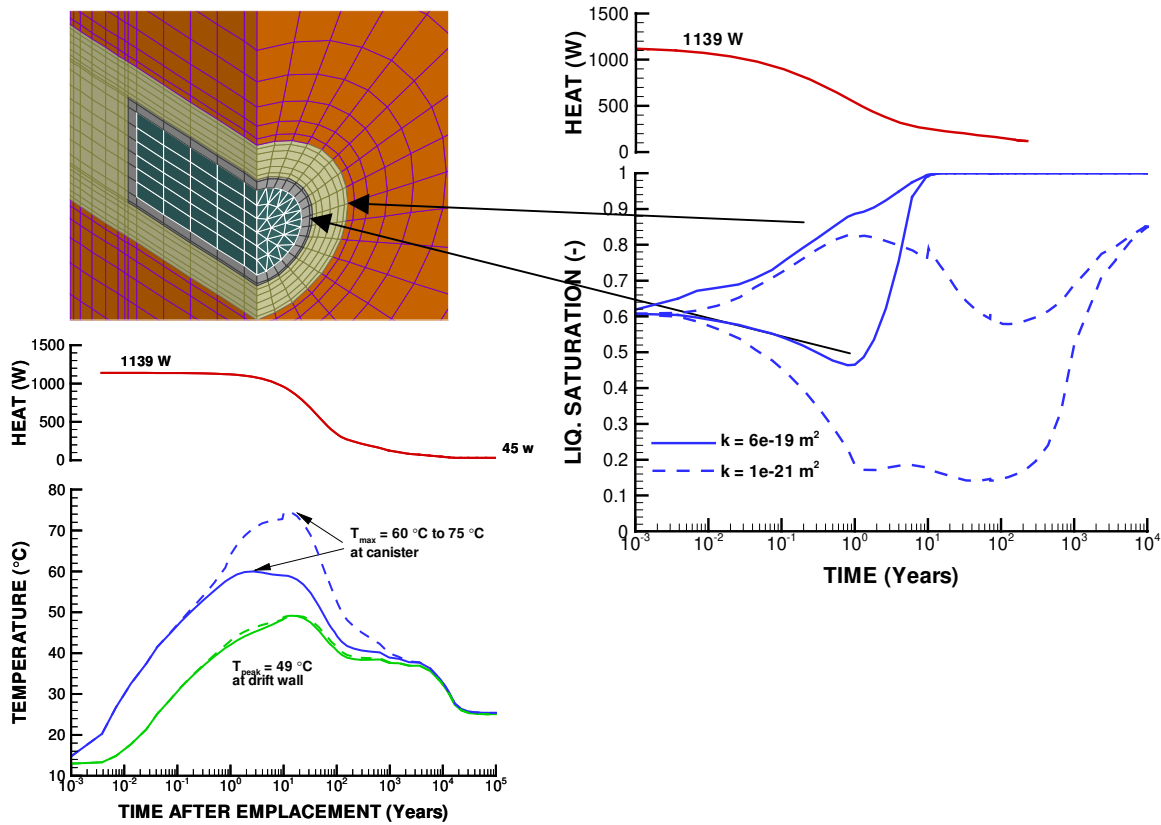 1500
1000
500
0
HEAT (W)
1139 W
1
0.9
0.8
0.7
0.6
0.5
0.4
0.3
0.2
0.1
0
LIQ. SATURATION (-)
k = 6e-19 m²
k = 1e-21 m²
10⁻³ 10⁻² 10⁻¹ 10⁰ 10¹ 10² 10³ 10⁴
TIME (Years)
1500
1000
500
0
HEAT (W)
1139 W
45 w
80
70
60
50
40
30
20
10
TEMPERATURE (°C)
Tmax = 60 °C to 75 °C
at canister
Tpeak = 49 °C
at drift wall
10⁻³ 10⁻² 10⁻¹ 10⁰ 10¹ 10² 10³ 10⁴ 10⁵
TIME AFTER EMPLACEMENT (Years)